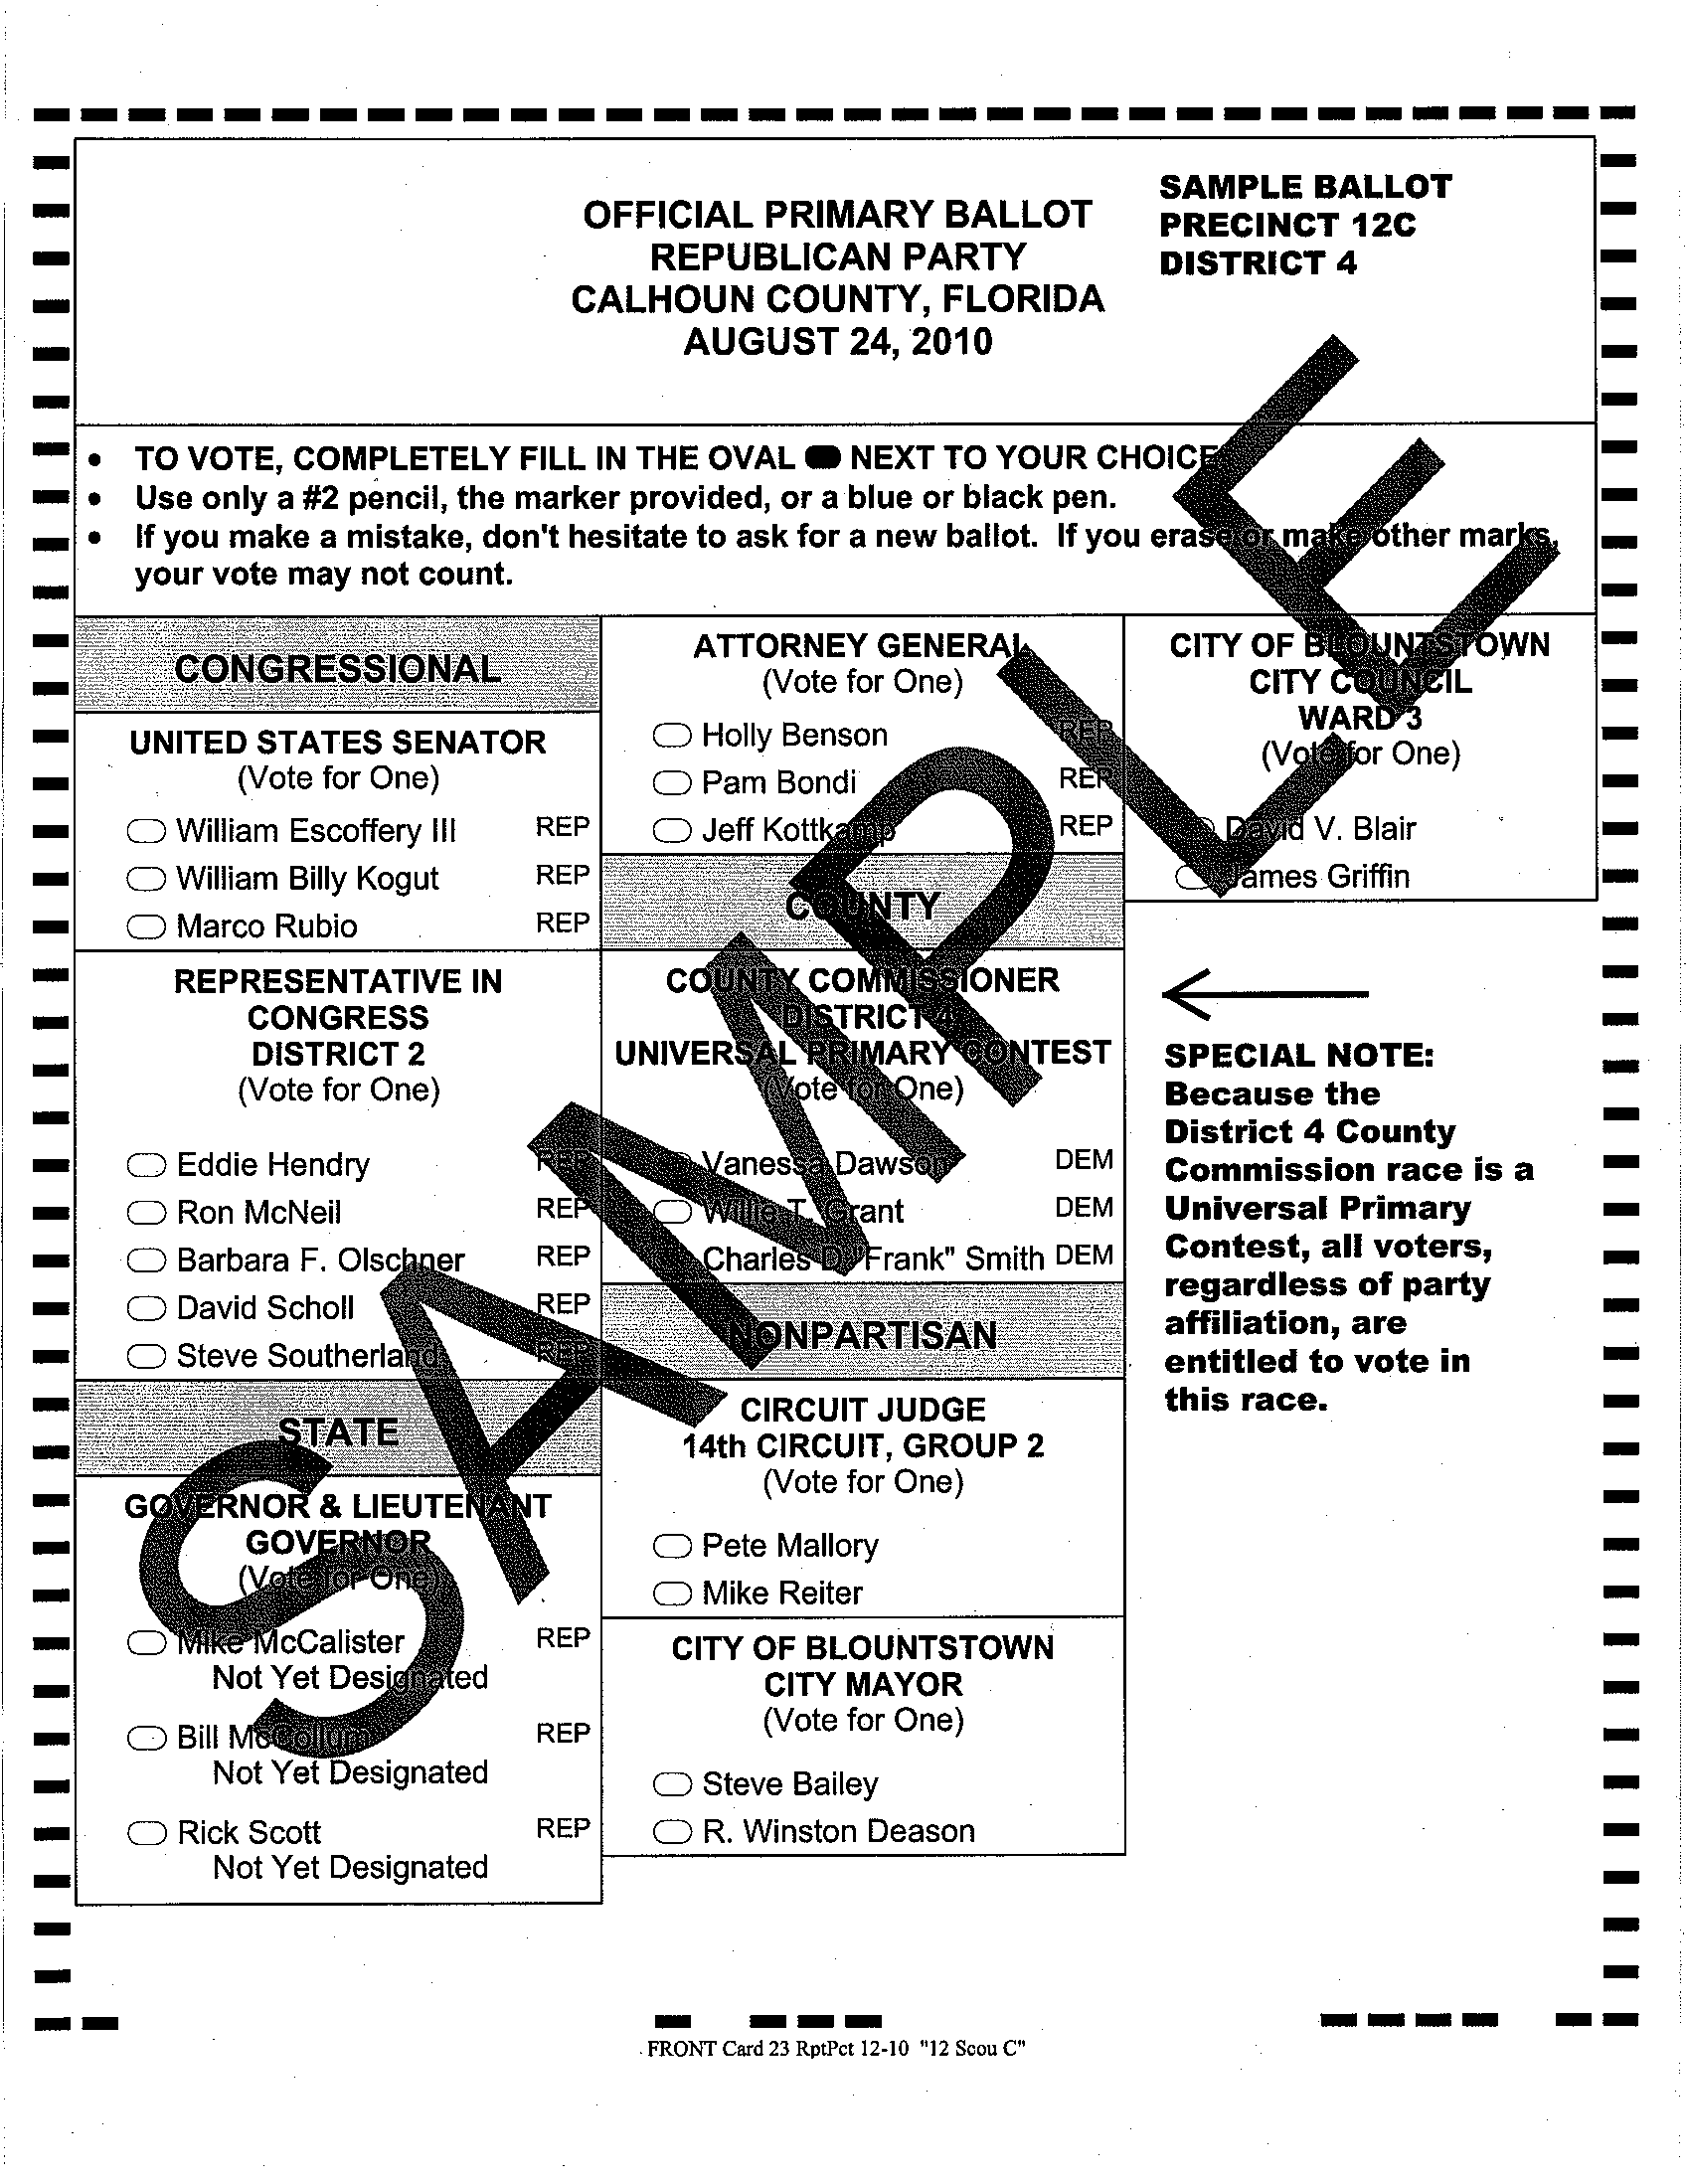 OFFICIAL PRIMARY BALLOT
REPUBLICAN PARTY
CALHOUN COUNTY, FLORIDA
AUGUST 24, 2010
SAMPLE BALLOT
PRECINCT 12C
DISTRICT 4
• TO VOTE, COMPLETELY FILL IN THE OVAL NEXT TO YOUR CHOICE
• Use only a #2 pencil, the marker provided, or a blue or black pen.
• If you make a mistake, don't hesitate to ask for a new ballot. If you erase or make other marks,
your vote may not count.
CONGRESSIONAL
UNITED STATES SENATOR
(Vote for One)
William Escoffery III REP
William Billy Kogut REP
Marco Rubio REP
REPRESENTATIVE IN
CONGRESS
DISTRICT 2
(Vote for One)
Eddie Hendry REP
Ron McNeil REP
Barbara F. Olschner REP
David Scholl REP
Steve Southerland REP
STATE
GOVERNOR & LIEUTENANT
GOVERNOR
(Vote for One)
Mike McCalister REP
Not Yet Designated
Bill McCollum REP
Not Yet Designated
Rick Scott REP
Not Yet Designated
ATTORNEY GENERAL
(Vote for One)
Holly Benson REP
Pam Bondi REP
Jeff Kottkamp REP
COUNTY
COUNTY COMMISSIONER
DISTRICT 4
UNIVERSAL PRIMARY CONTEST
(Vote for One)
Vanessa Dawson DEM
Willie T. Grant DEM
Charles D. "Frank" Smith DEM
NONPARTISAN
CIRCUIT JUDGE
14th CIRCUIT, GROUP 2
(Vote for One)
Pete Mallory
Mike Reiter
CITY OF BLOUNTSTOWN
CITY MAYOR
(Vote for One)
Steve Bailey
R. Winston Deason
CITY OF BLOUNTSTOWN
CITY COUNCIL
WARD 3
(Vote for One)
David V. Blair
James Griffin
SPECIAL NOTE:
Because the
District 4 County
Commission race is a
Universal Primary
Contest, all voters,
regardless of party
affiliation, are
entitled to vote in
this race.
SAMPLE
FRONT Card 23 RptPct 12-10 "12 Scou C"